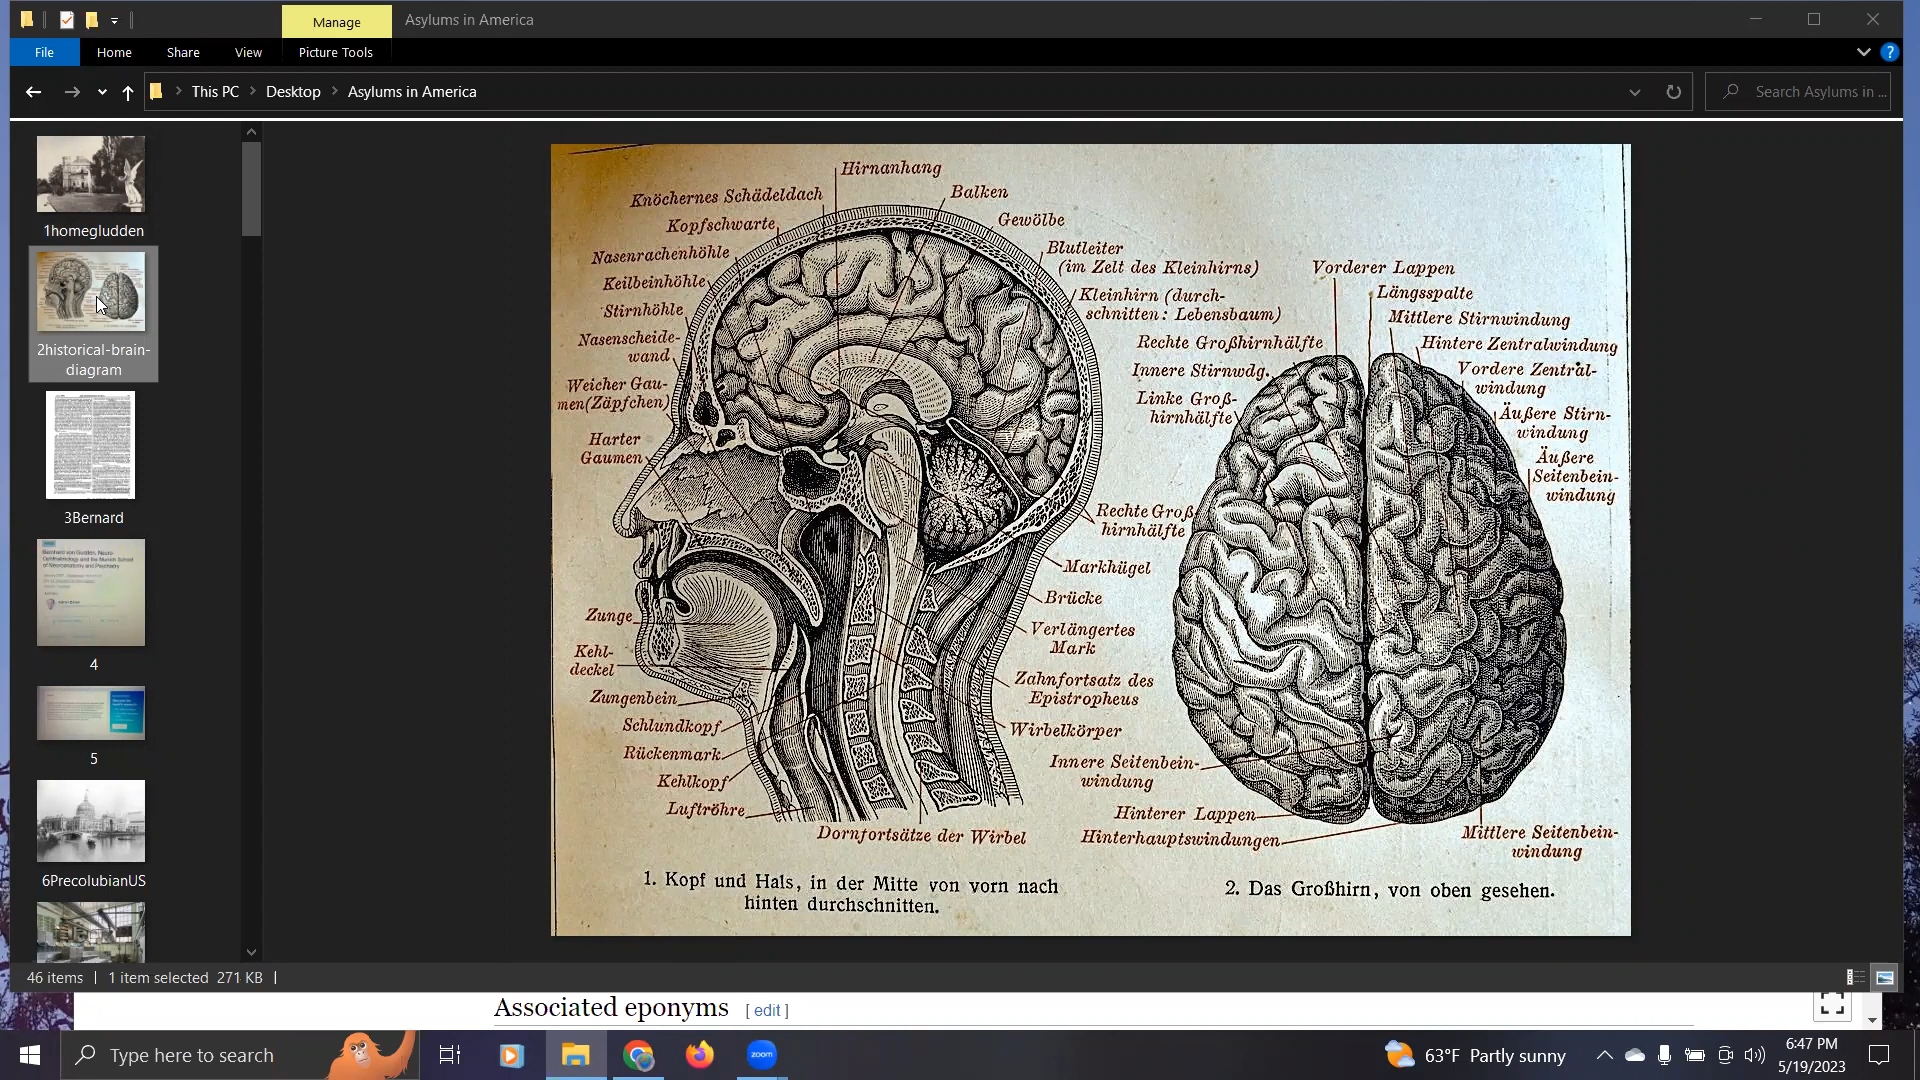 Manage
Asylums in America
File
Home
Share
View
Picture Tools
This PC
Desktop
Asylums in America
Search Asylums in ...
1homegludden
2historical-brain-
diagram
3Bernard
4
5
6PrecolubianUS
Hirnanhang
Knöchernes Schädeldach
Balken
Kopfschwarte
Gewölbe
Nasenrachenhöhle
Blutleiter
(im Zelt des Kleinhirns)
Keilbeinhöhle
Kleinhirn (durch-
schnitten: Lebensbaum)
Stirnhöhle
Nasenscheide-
wand
Weicher Gau-
men(Zäpfchen)
Harter
Gaumen
Zunge
Kehl-
deckel
Zungenbein
Schlundkopf
Rückenmark
Kehlkopf
Luftröhre
Dornfortsätze der Wirbel
Rechte Groß
hirnhälfte
Markhügel
Brücke
Verlängertes
Mark
Zahnfortsatz des
Epistropheus
Wirbelkörper
1. Kopf und Hals, in der Mitte von vorn nach
hinten durchschnitten.
Vorderer Lappen
Längsspalte
Mittlere Stirnwindung
Rechte Großhirnhälfte
Hintere Zentralwindung
Innere Stirnwdg.
Vordere Zentral-
windung
Linke Groß-
hirnhälfte
Äußere Stirn-
windung
Äußere
Seitenbein-
windung
Innere Seitenbein-
windung
Hinterer Lappen
Hinterhauptswindungen
Mittlere Seitenbein-
windung
2. Das Großhirn, von oben gesehen.
46 items
1 item selected 271 KB
Associated eponyms [ edit ]
Type here to search
zoom
63°F Partly sunny
6:47 PM
5/19/2023